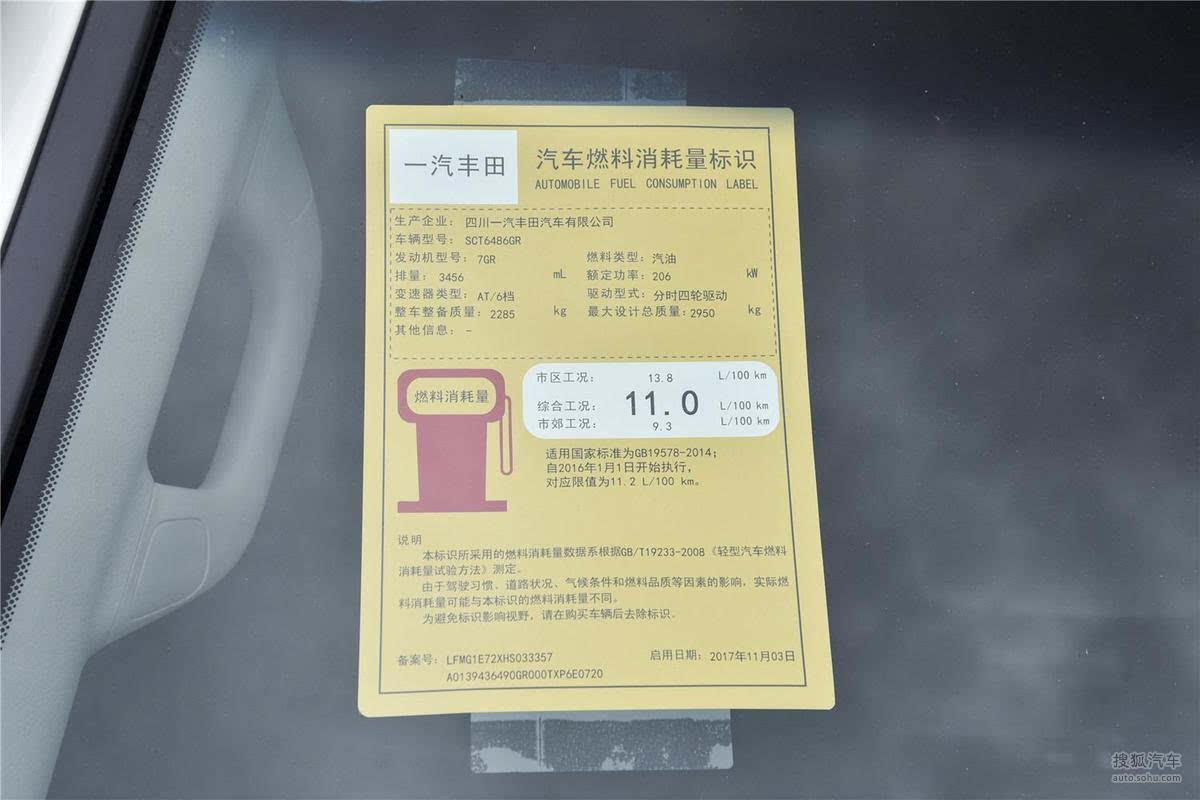 一汽丰田
汽车燃料消耗量标识
AUTOMOBILE FUEL CONSUMPTION LABEL
生产企业: 四川一汽丰田汽车有限公司
车辆型号: SCT6486GR
发动机型号: 7GR 燃料类型: 汽油
排量: 3456 mL 额定功率: 206 kW
变速器类型: AT/6档 驱动型式: 分时四轮驱动
整车整备质量: 2285 kg 最大设计总质量: 2950 kg
其他信息: -
燃料消耗量
市区工况: 13.8 L/100 km
综合工况: 11.0 L/100 km
市郊工况: 9.3 L/100 km
适用国家标准为GB19578-2014;
自2016年1月1日开始执行,
对应限值为11.2 L/100 km。
说明
本标识所采用的燃料消耗量数据系根据GB/T19233-2008《轻型汽车燃料
消耗量试验方法》测定。
由于驾驶习惯、道路状况、气候条件和燃料品质等因素的影响, 实际燃
料消耗量可能与本标识的燃料消耗量不同。
为避免标识影响视野, 请在购买车辆后去除标识.
备案号: LFMG1E72XHS033357 启用日期: 2017年11月03日
A0139436490GR000TXP6E0720
搜狐汽车
auto.sohu.com